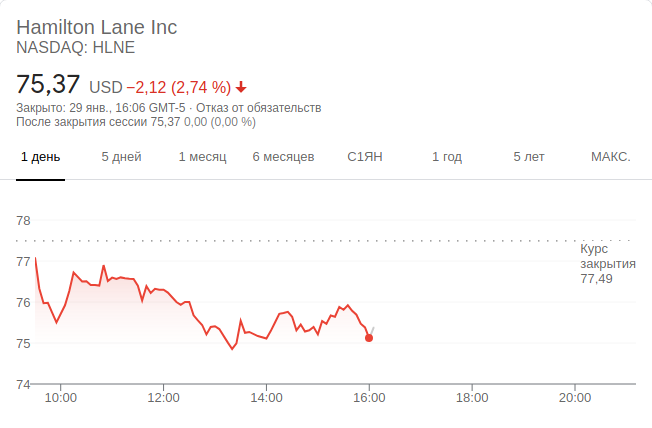 Hamilton Lane Inc
NASDAQ: HLNE
75,37 USD −2,12 (2,74 %)
Закрыто: 29 янв., 16:06 GMT-5 · Отказ от обязательств
После закрытия сессии 75,37 0,00 (0,00 %)
1 день 5 дней 1 месяц 6 месяцев С1ЯН 1 год 5 лет МАКС.
78
Курс
закрытия
77,49
77
76
75
74
10:00 12:00 14:00 16:00 18:00 20:00